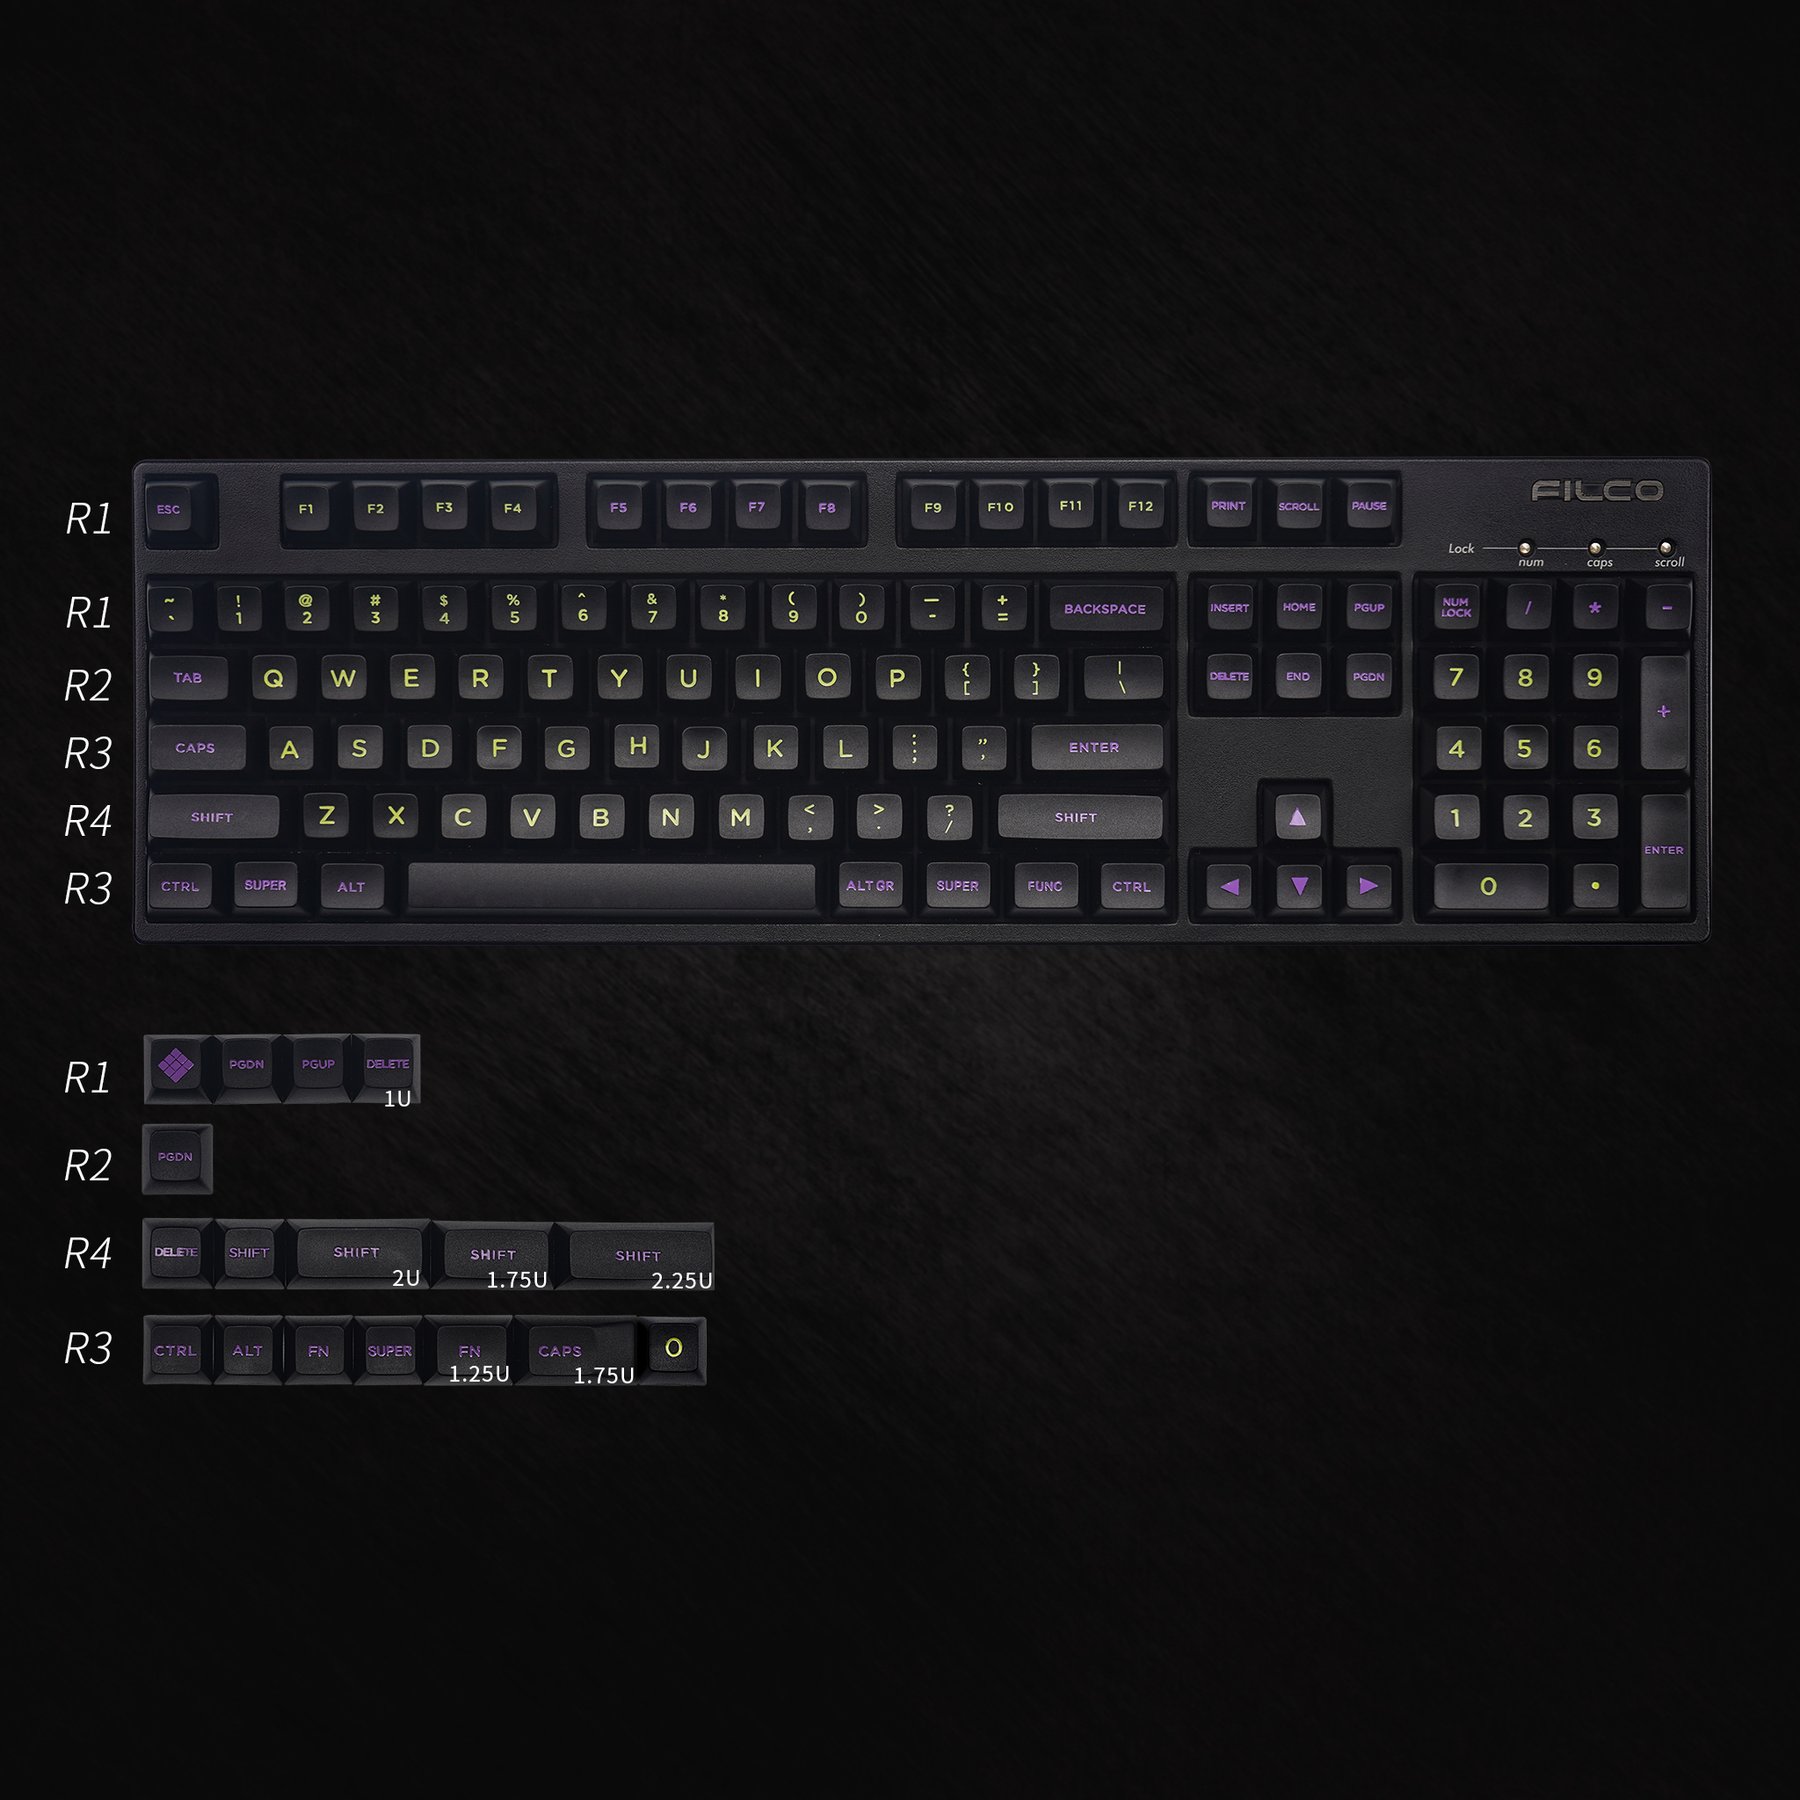 FILCO
Lock
num caps scroll
R1 ESC F1 F2 F3 F4 F5 F6 F7 F8 F9 F10 F11 F12 PRINT SCROLL PAUSE
~ ! @ # $ % ^ & * ( ) — +
R1 ` 1 2 3 4 5 6 7 8 9 0 - = BACKSPACE INSERT HOME PGUP NUM LOCK / * -
{ } |
R2 TAB Q W E R T Y U I O P [ ] \ DELETE END PGDN 7 8 9 +
: ”
R3 CAPS A S D F G H J K L ; , ENTER 4 5 6
< > ?
R4 SHIFT Z X C V B N M , . / SHIFT ▲ 1 2 3 ENTER
R3 CTRL SUPER ALT ALT GR SUPER FUNC CTRL ◀ ▼ ▶ 0 •
R1 PGDN PGUP DELETE
1U
R2 PGDN
R4 DELETE SHIFT SHIFT SHIFT SHIFT
2U 1.75U 2.25U
R3 CTRL ALT FN SUPER FN CAPS 0
1.25U 1.75U